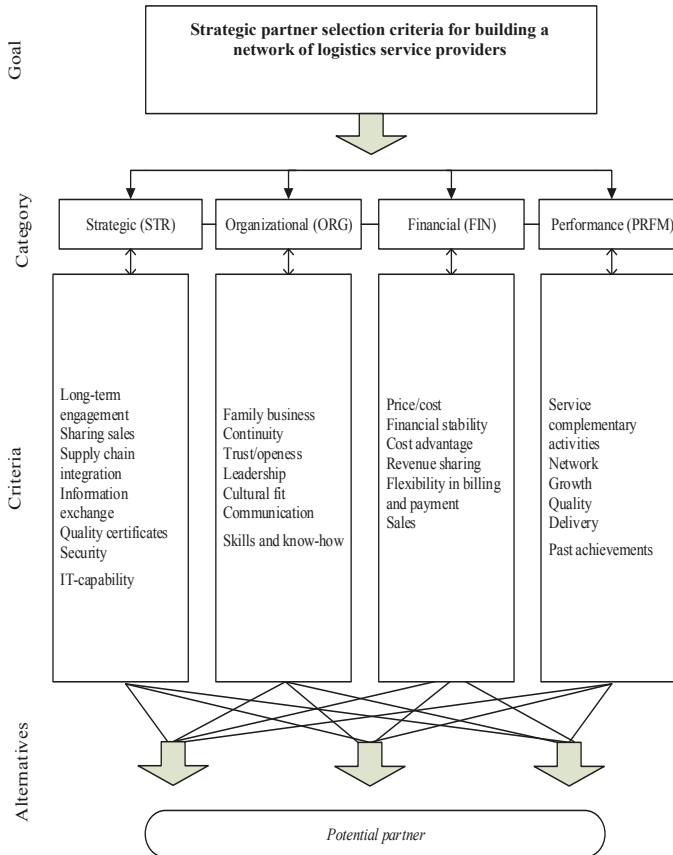 Goal
Strategic partner selection criteria for building a
network of logistics service providers
Category
Strategic (STR)
Organizational (ORG)
Financial (FIN)
Performance (PRFM)
Criteria
Long-term
engagement
Sharing sales
Supply chain
integration
Information
exchange
Quality certificates
Security
IT-capability
Family business
Continuity
Trust/openess
Leadership
Cultural fit
Communication
Skills and know-how
Price/cost
Financial stability
Cost advantage
Revenue sharing
Flexibility in billing
and payment
Sales
Service
complementary
activities
Network
Growth
Quality
Delivery
Past achievements
Alternatives
Potential partner